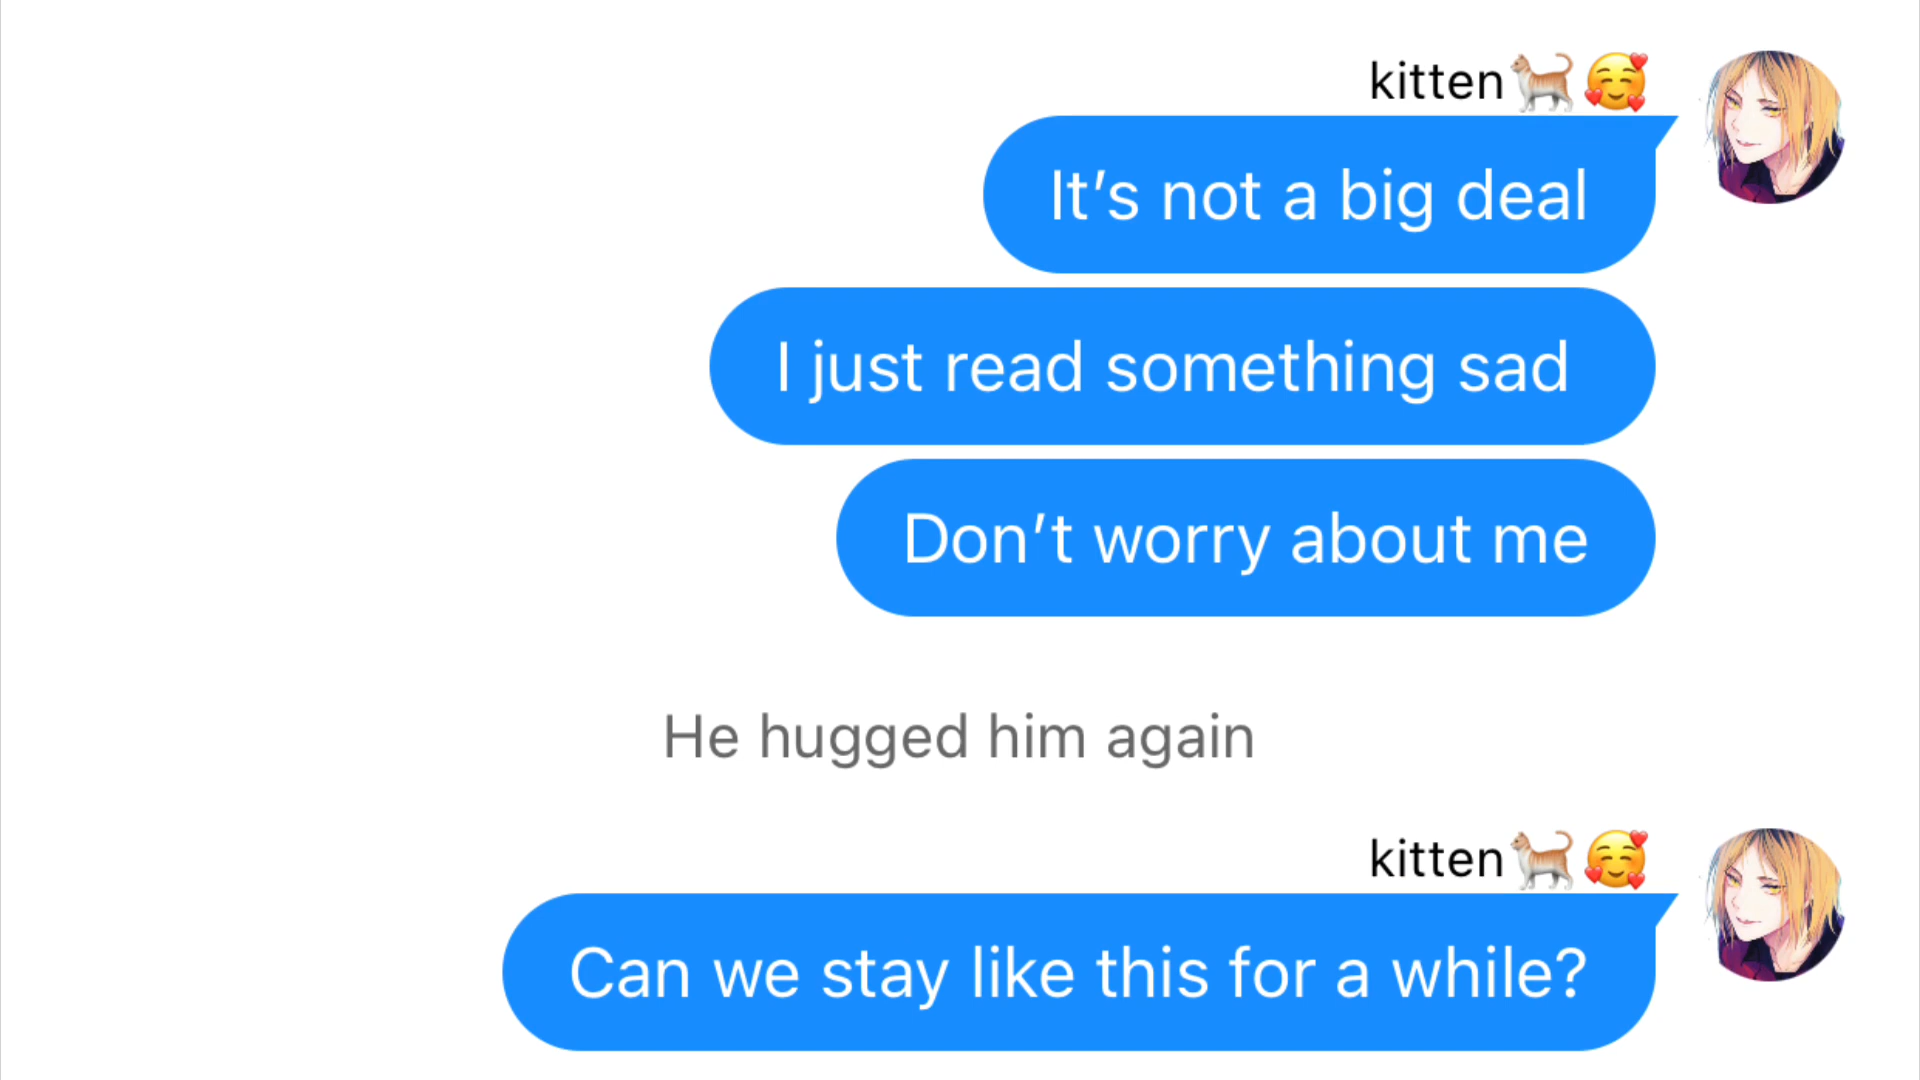 kitten🐈🥰
It’s not a big deal
I just read something sad
Don’t worry about me
He hugged him again
kitten🐈🥰
Can we stay like this for a while?